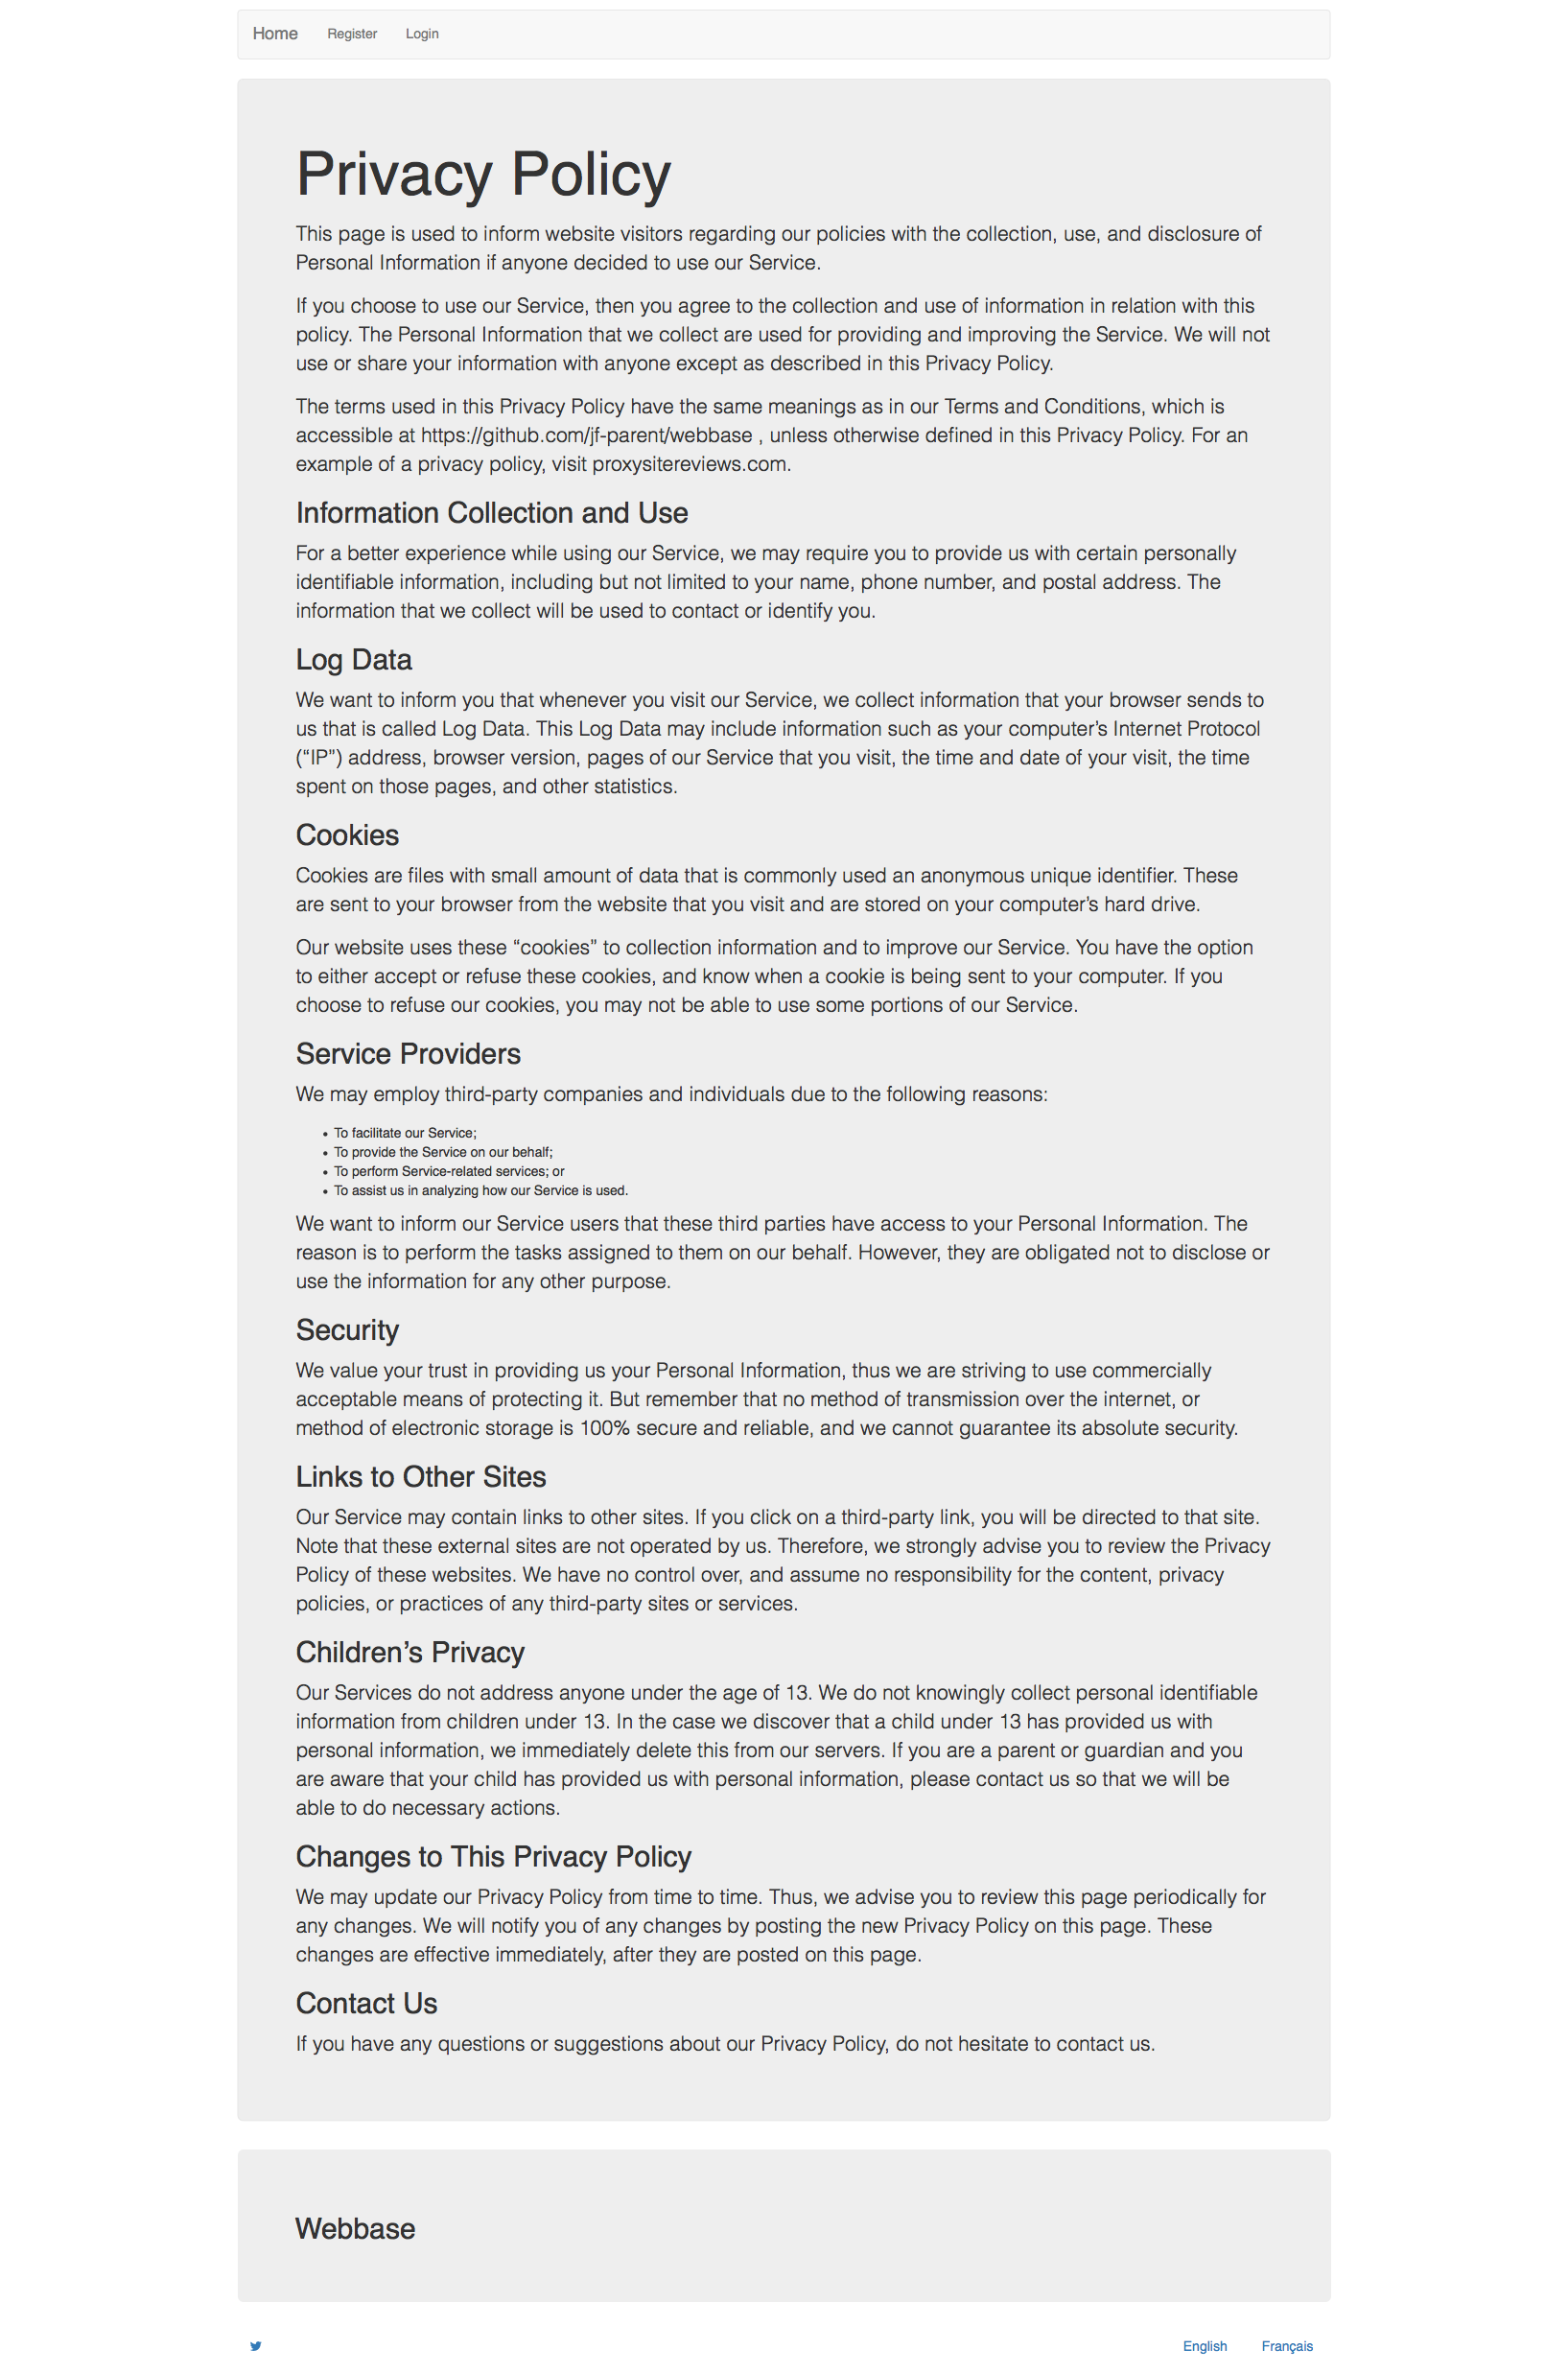 Home Register Login
Privacy Policy
This page is used to inform website visitors regarding our policies with the collection, use, and disclosure of
Personal Information if anyone decided to use our Service.
If you choose to use our Service, then you agree to the collection and use of information in relation with this
policy. The Personal Information that we collect are used for providing and improving the Service. We will not
use or share your information with anyone except as described in this Privacy Policy.
The terms used in this Privacy Policy have the same meanings as in our Terms and Conditions, which is
accessible at https://github.com/jf-parent/webbase , unless otherwise defined in this Privacy Policy. For an
example of a privacy policy, visit proxysitereviews.com.
Information Collection and Use
For a better experience while using our Service, we may require you to provide us with certain personally
identifiable information, including but not limited to your name, phone number, and postal address. The
information that we collect will be used to contact or identify you.
Log Data
We want to inform you that whenever you visit our Service, we collect information that your browser sends to
us that is called Log Data. This Log Data may include information such as your computer’s Internet Protocol
(“IP”) address, browser version, pages of our Service that you visit, the time and date of your visit, the time
spent on those pages, and other statistics.
Cookies
Cookies are files with small amount of data that is commonly used an anonymous unique identifier. These
are sent to your browser from the website that you visit and are stored on your computer’s hard drive.
Our website uses these “cookies” to collection information and to improve our Service. You have the option
to either accept or refuse these cookies, and know when a cookie is being sent to your computer. If you
choose to refuse our cookies, you may not be able to use some portions of our Service.
Service Providers
We may employ third-party companies and individuals due to the following reasons:
• To facilitate our Service;
• To provide the Service on our behalf;
• To perform Service-related services; or
• To assist us in analyzing how our Service is used.
We want to inform our Service users that these third parties have access to your Personal Information. The
reason is to perform the tasks assigned to them on our behalf. However, they are obligated not to disclose or
use the information for any other purpose.
Security
We value your trust in providing us your Personal Information, thus we are striving to use commercially
acceptable means of protecting it. But remember that no method of transmission over the internet, or
method of electronic storage is 100% secure and reliable, and we cannot guarantee its absolute security.
Links to Other Sites
Our Service may contain links to other sites. If you click on a third-party link, you will be directed to that site.
Note that these external sites are not operated by us. Therefore, we strongly advise you to review the Privacy
Policy of these websites. We have no control over, and assume no responsibility for the content, privacy
policies, or practices of any third-party sites or services.
Children’s Privacy
Our Services do not address anyone under the age of 13. We do not knowingly collect personal identifiable
information from children under 13. In the case we discover that a child under 13 has provided us with
personal information, we immediately delete this from our servers. If you are a parent or guardian and you
are aware that your child has provided us with personal information, please contact us so that we will be
able to do necessary actions.
Changes to This Privacy Policy
We may update our Privacy Policy from time to time. Thus, we advise you to review this page periodically for
any changes. We will notify you of any changes by posting the new Privacy Policy on this page. These
changes are effective immediately, after they are posted on this page.
Contact Us
If you have any questions or suggestions about our Privacy Policy, do not hesitate to contact us.
Webbase
English Français